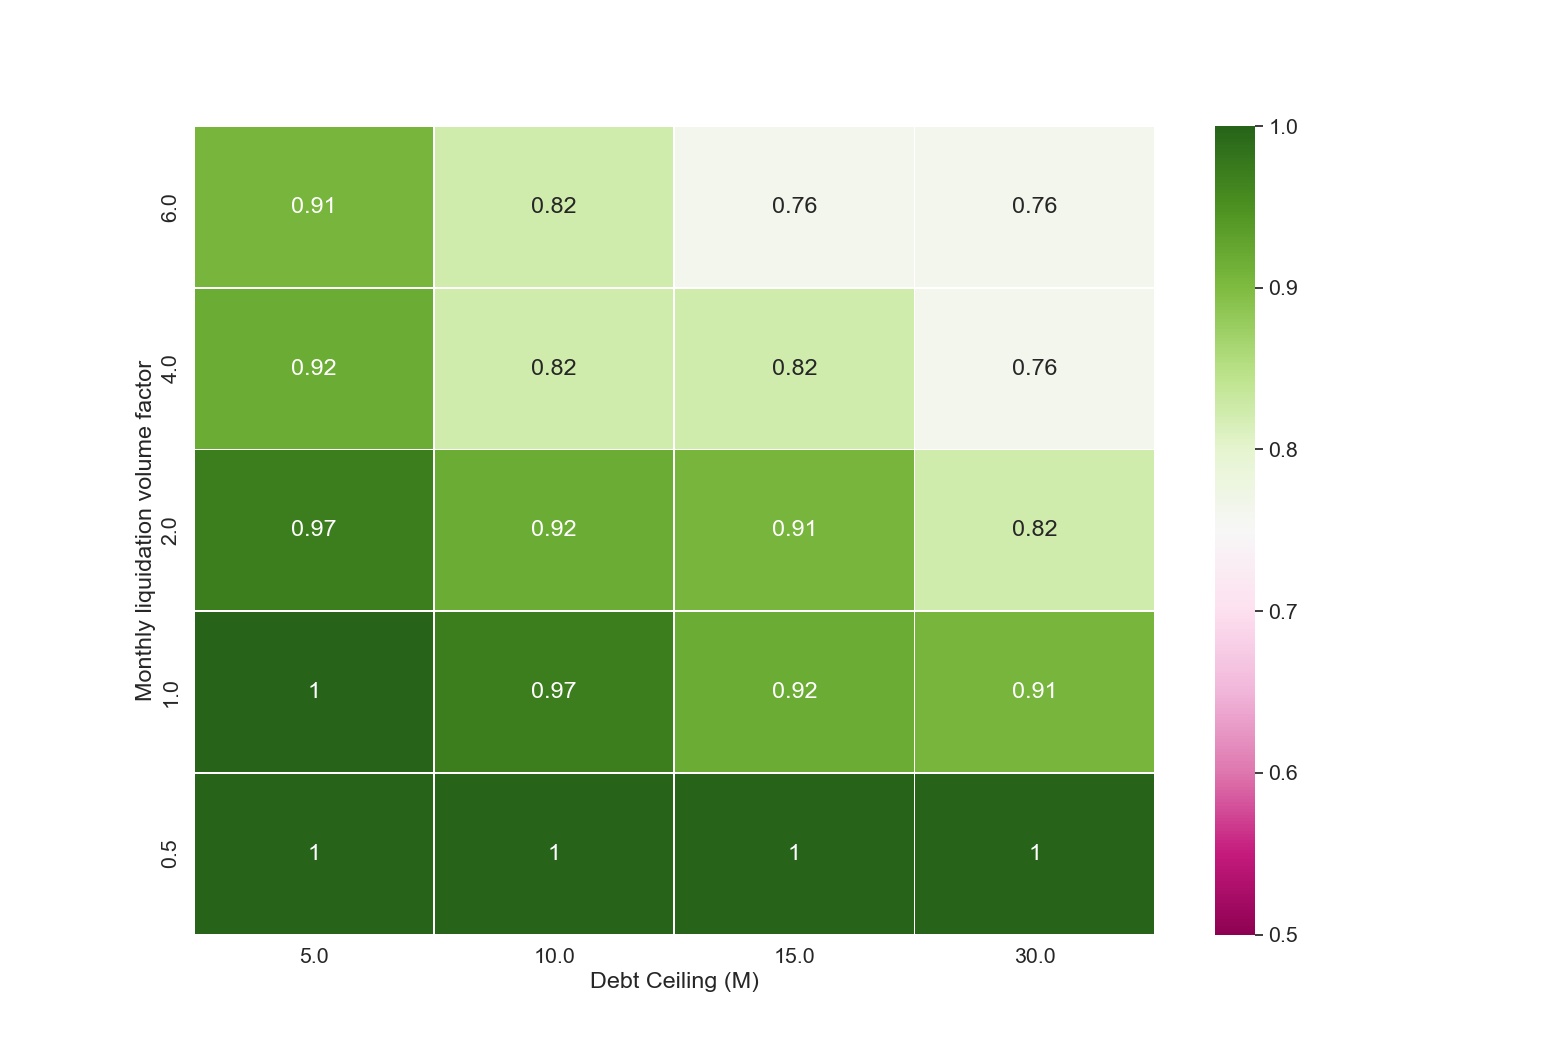 1.0
6.0 0.91 0.82 0.76 0.76
0.9
4.0 0.92 0.82 0.82 0.76
0.8
Monthly liquidation volume factor
2.0 0.97 0.92 0.91 0.82
0.7
1.0 1 0.97 0.92 0.91
0.6
0.5 1 1 1 1
0.5
5.0 10.0 15.0 30.0
Debt Ceiling (M)